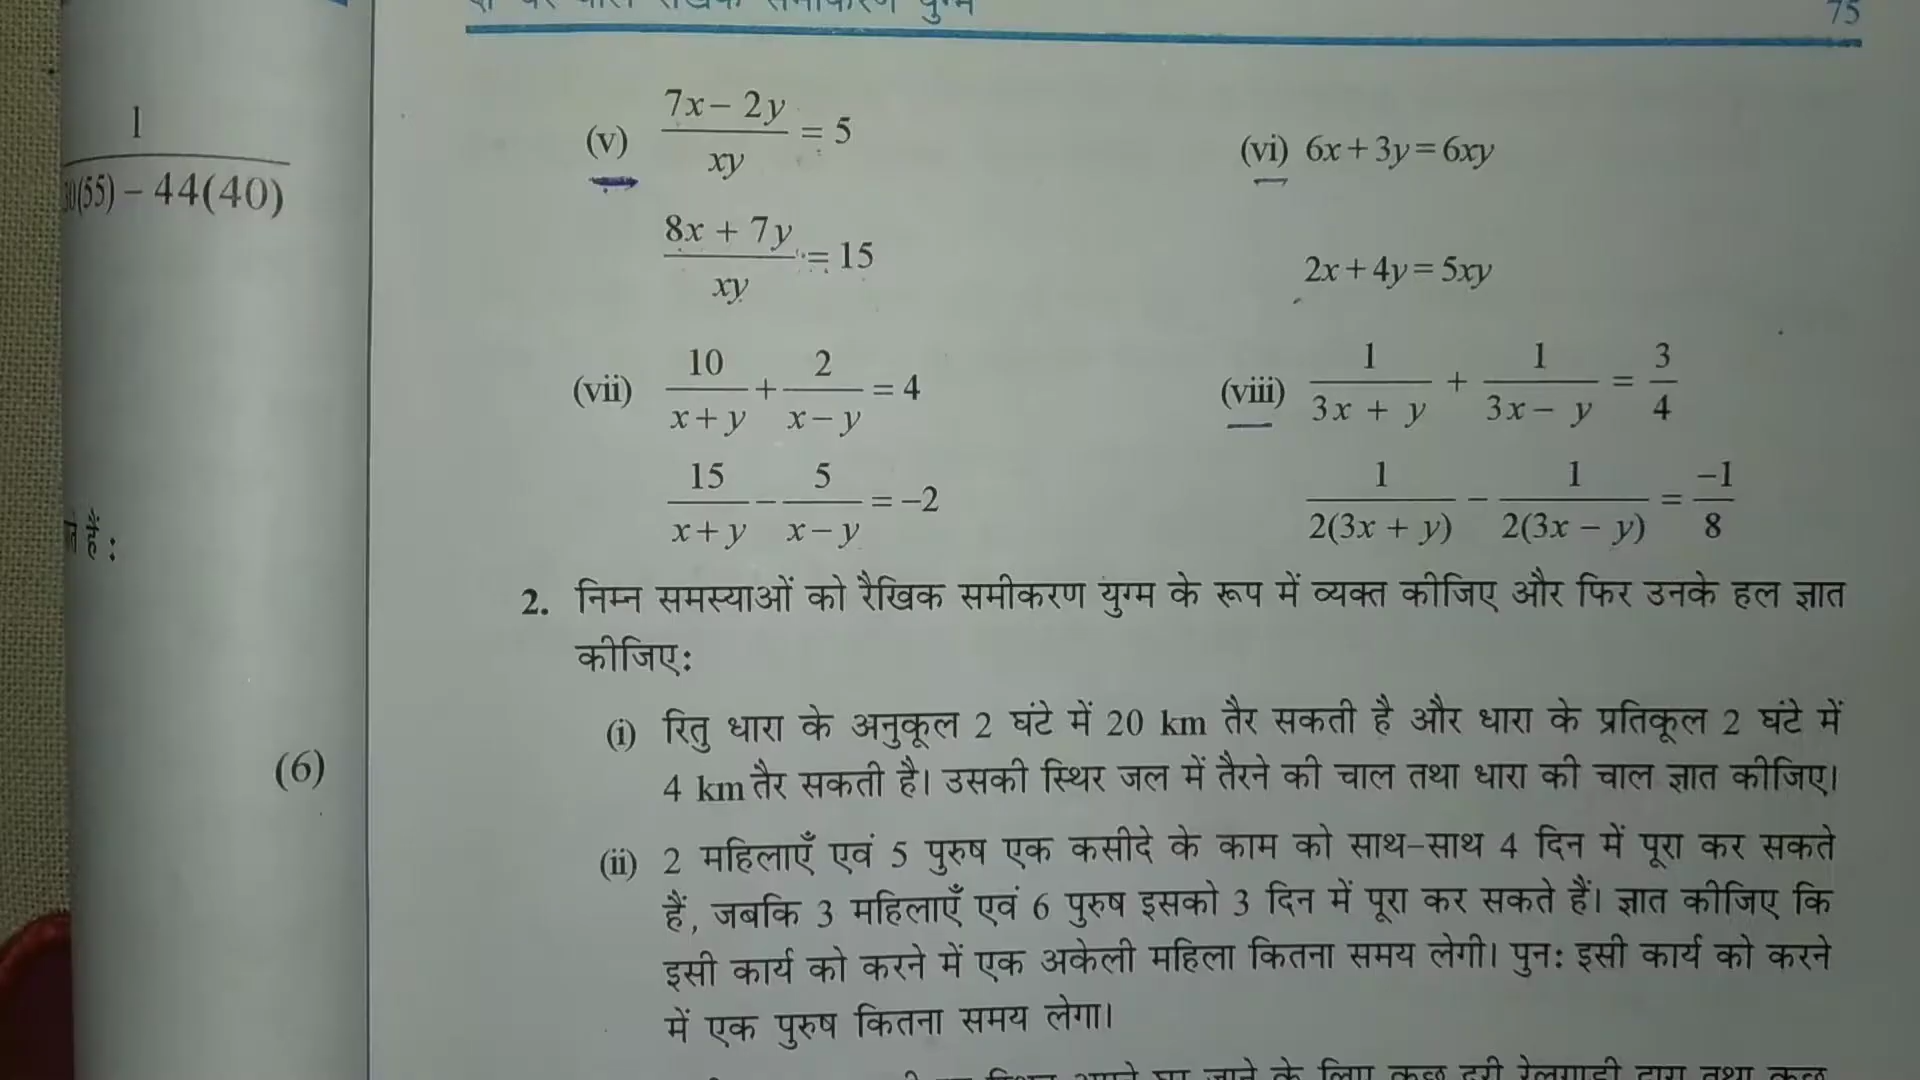 75
1
(55) – 44(40)
हैं :
(6)
(v) 7x – 2y / xy = 5
(vi) 6x + 3y = 6xy
8x + 7y / xy = 15
2x + 4y = 5xy
(vii) 10 / x + y + 2 / x – y = 4
(viii) 1 / 3x + y + 1 / 3x – y = 3 / 4
15 / x + y – 5 / x – y = –2
1 / 2(3x + y) – 1 / 2(3x – y) = –1 / 8
2. निम्न समस्याओं को रैखिक समीकरण युग्म के रूप में व्यक्त कीजिए और फिर उनके हल ज्ञात
कीजिए:
(i) रितु धारा के अनुकूल 2 घंटे में 20 km तैर सकती है और धारा के प्रतिकूल 2 घंटे में
4 km तैर सकती है। उसकी स्थिर जल में तैरने की चाल तथा धारा की चाल ज्ञात कीजिए।
(ii) 2 महिलाएँ एवं 5 पुरुष एक कसीदे के काम को साथ-साथ 4 दिन में पूरा कर सकते
हैं, जबकि 3 महिलाएँ एवं 6 पुरुष इसको 3 दिन में पूरा कर सकते हैं। ज्ञात कीजिए कि
इसी कार्य को करने में एक अकेली महिला कितना समय लेगी। पुन: इसी कार्य को करने
में एक पुरुष कितना समय लेगा।